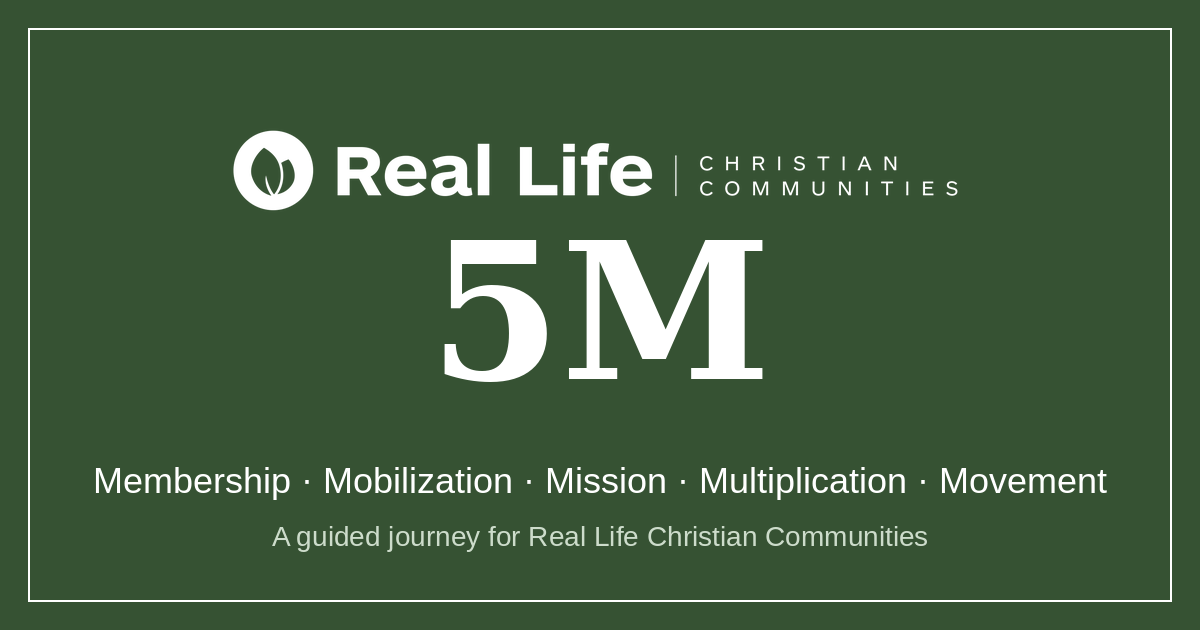 Real Life | CHRISTIAN COMMUNITIES
5M
Membership · Mobilization · Mission · Multiplication · Movement
A guided journey for Real Life Christian Communities